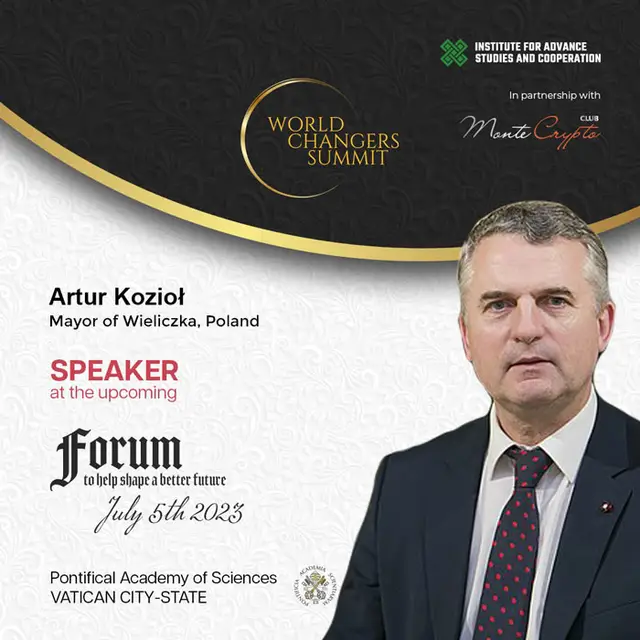 INSTITUTE FOR ADVANCE
STUDIES AND COOPERATION
In partnership with
CLUB
Monte Crypto
WORLD
CHANGERS
SUMMIT
Artur Kozioł
Mayor of Wieliczka, Poland
SPEAKER
at the upcoming
Forum
to help shape a better future
July 5th 2023
Pontifical Academy of Sciences
VATICAN CITY-STATE